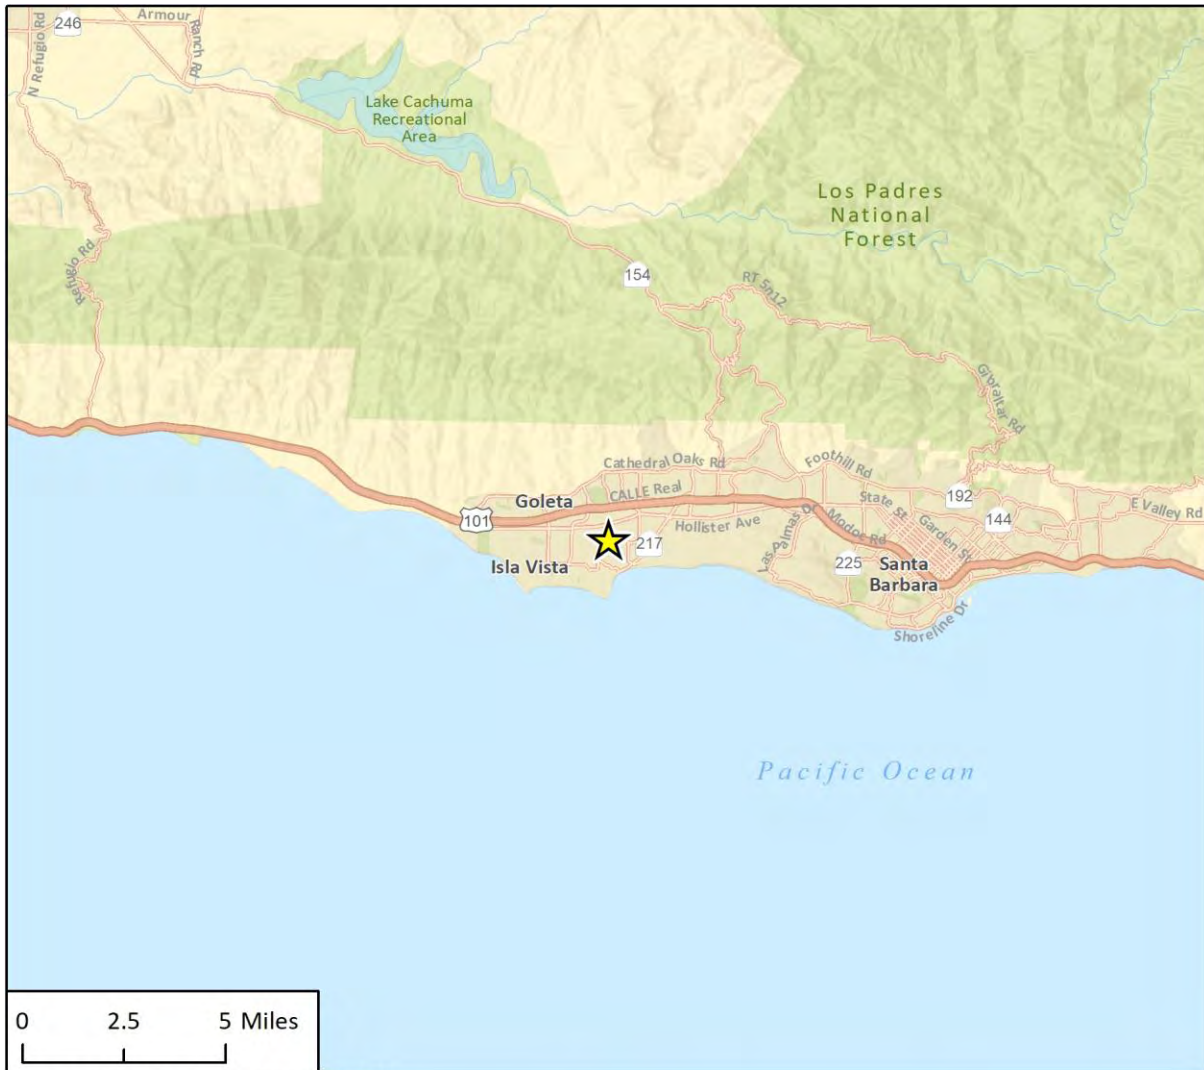 246
Armour
Ranch Rd
N Refugio Rd
Lake Cachuma
Recreational
Area
Los Padres
National
Forest
Refugio Rd
154
RT 5n12
Gibraltar Rd
Cathedral Oaks Rd
Foothill Rd
Goleta
CALLE Real
101
State St
192
144
E Valley Rd
Hollister Ave
Las Palmas Dr
Modoc Rd
Garden St
217
Isla Vista
225
Santa
Barbara
Shoreline Dr
Pacific Ocean
0 2.5 5 Miles